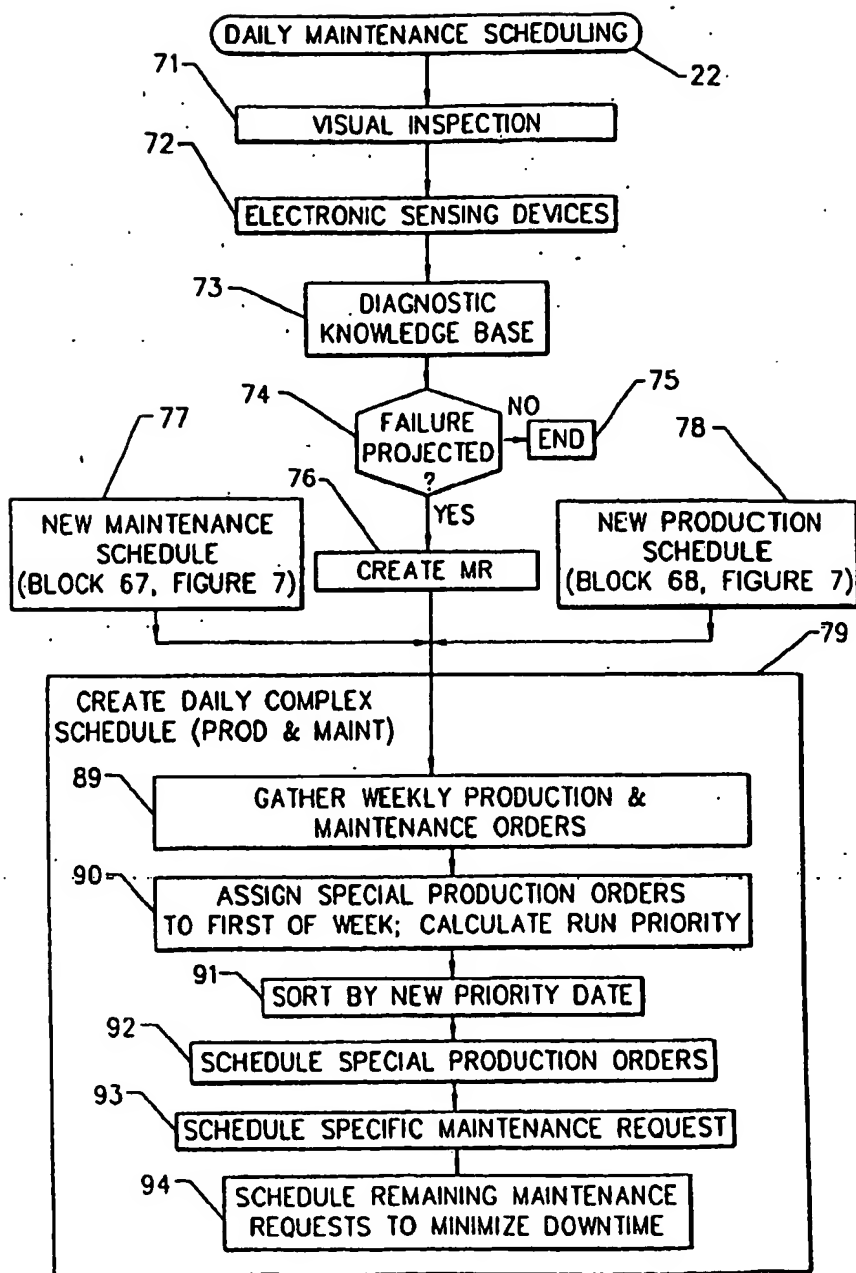 DAILY MAINTENANCE SCHEDULING
22
71
VISUAL INSPECTION
72
ELECTRONIC SENSING DEVICES
73
DIAGNOSTIC
KNOWLEDGE BASE
74
FAILURE
PROJECTED
?
NO
END
75
YES
76
CREATE MR
77
NEW MAINTENANCE
SCHEDULE
(BLOCK 67, FIGURE 7)
78
NEW PRODUCTION
SCHEDULE
(BLOCK 68, FIGURE 7)
79
CREATE DAILY COMPLEX
SCHEDULE (PROD & MAINT)
89
GATHER WEEKLY PRODUCTION &
MAINTENANCE ORDERS
90
ASSIGN SPECIAL PRODUCTION ORDERS
TO FIRST OF WEEK; CALCULATE RUN PRIORITY
91
SORT BY NEW PRIORITY DATE
92
SCHEDULE SPECIAL PRODUCTION ORDERS
93
SCHEDULE SPECIFIC MAINTENANCE REQUEST
94
SCHEDULE REMAINING MAINTENANCE
REQUESTS TO MINIMIZE DOWNTIME